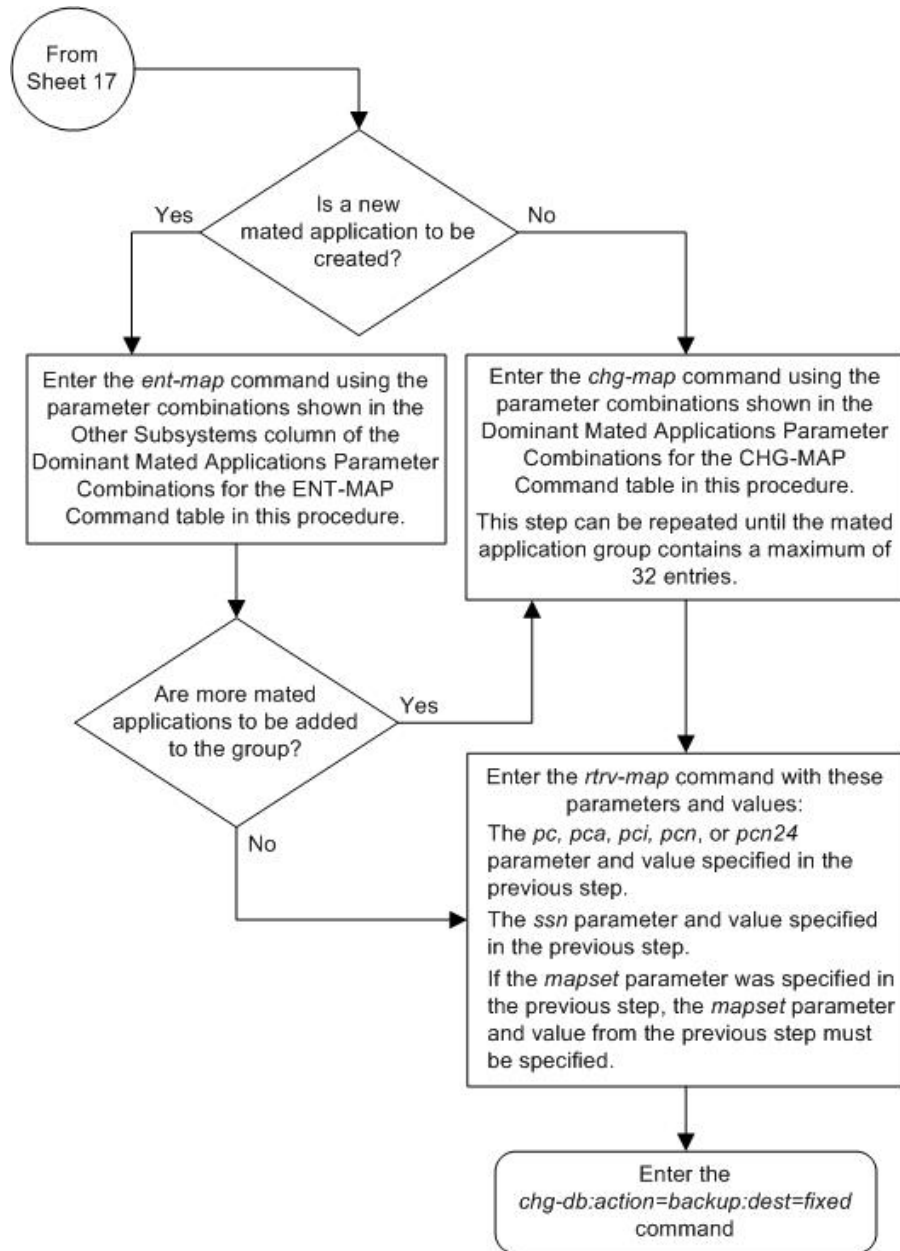 From
Sheet 17
Is a new
mated application to be
created?
Yes
No
Enter the ent-map command using the
parameter combinations shown in the
Other Subsystems column of the
Dominant Mated Applications Parameter
Combinations for the ENT-MAP
Command table in this procedure.
Enter the chg-map command using the
parameter combinations shown in the
Dominant Mated Applications Parameter
Combinations for the CHG-MAP
Command table in this procedure.
This step can be repeated until the mated
application group contains a maximum of
32 entries.
Are more mated
applications to be added
to the group?
Yes
No
Enter the rtrv-map command with these
parameters and values:
The pc, pca, pci, pcn, or pcn24
parameter and value specified in the
previous step.
The ssn parameter and value specified
in the previous step.
If the mapset parameter was specified in
the previous step, the mapset parameter
and value from the previous step must
be specified.
Enter the
chg-db:action=backup:dest=fixed
command